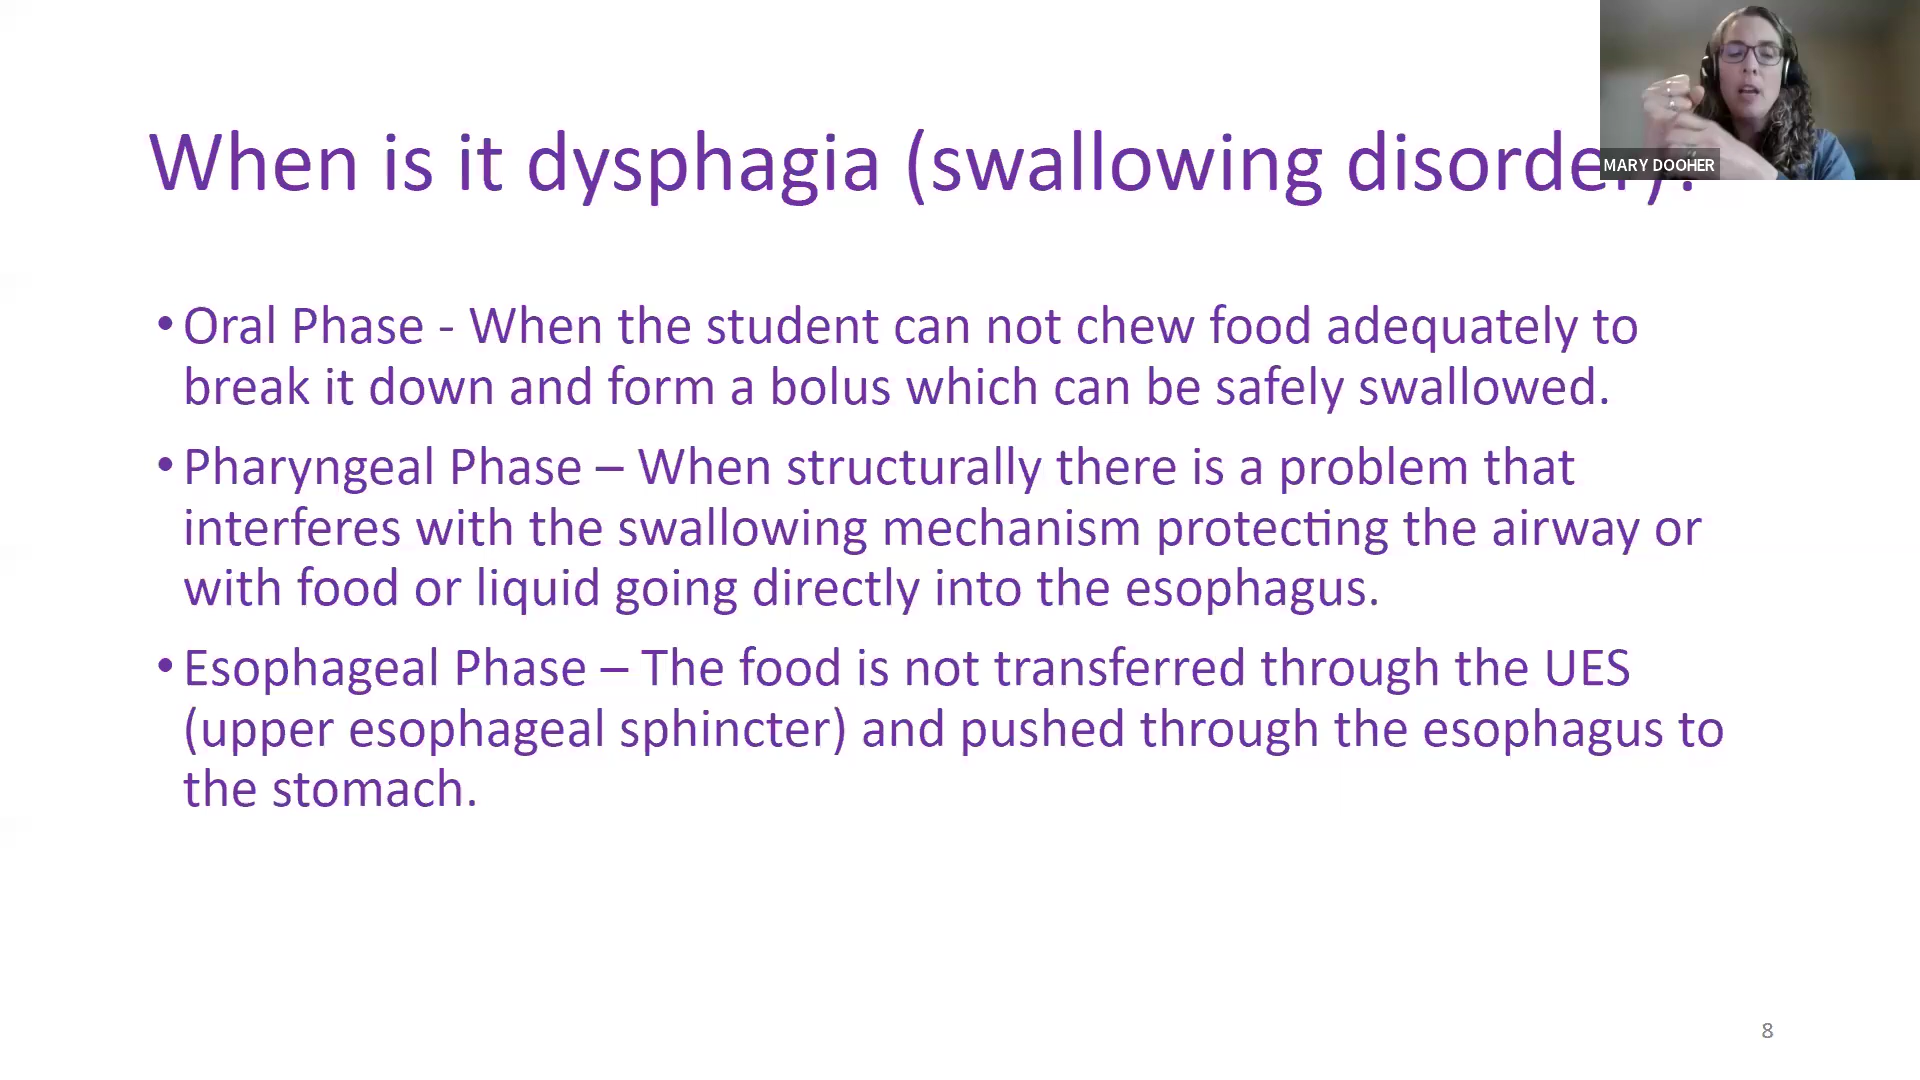 MARY DOOHER
When is it dysphagia (swallowing disorder)?
• Oral Phase - When the student can not chew food adequately to
break it down and form a bolus which can be safely swallowed.
• Pharyngeal Phase – When structurally there is a problem that
interferes with the swallowing mechanism protecting the airway or
with food or liquid going directly into the esophagus.
• Esophageal Phase – The food is not transferred through the UES
(upper esophageal sphincter) and pushed through the esophagus to
the stomach.
8